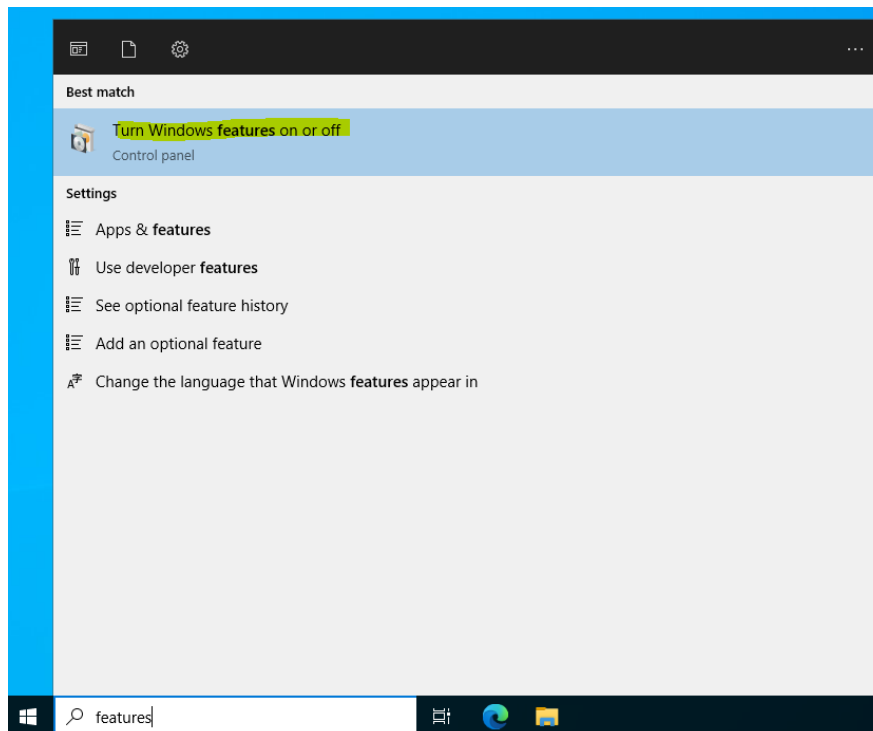 Best match
Turn Windows features on or off
Control panel
Settings
Apps & features
Use developer features
See optional feature history
Add an optional feature
Change the language that Windows features appear in
features